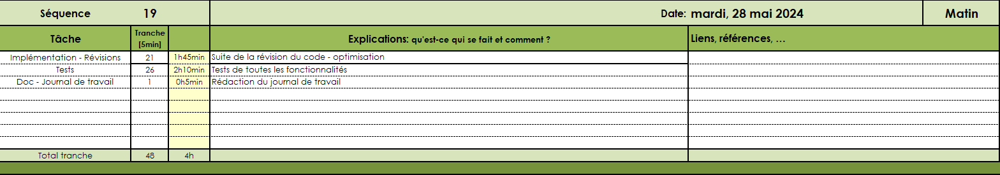 Séquence 19 Date: mardi, 28 mai 2024 Matin
Tâche Tranche [5min] Explications: qu'est-ce qui se fait et comment ? Liens, références, ...
Implémentation - Révisions 21 1h45min Suite de la révision du code - optimisation
Tests 26 2h10min Tests de toutes les fonctionnalités
Doc - Journal de travail 1 0h5min Rédaction du journal de travail
Total tranche 48 4h